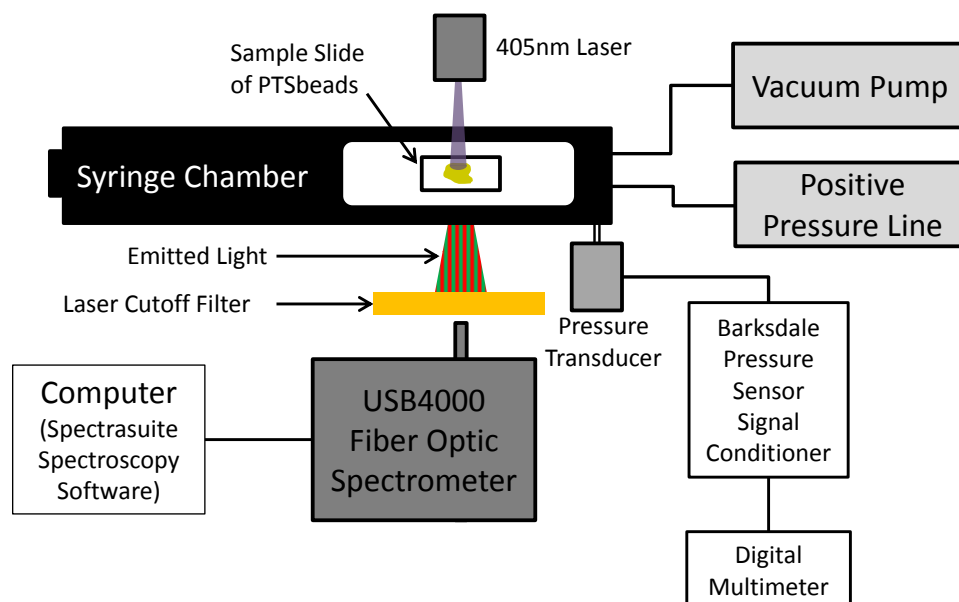 405nm Laser
Sample Slide
of PTSbeads
Vacuum Pump
Syringe Chamber
Positive
Pressure Line
Emitted Light
Laser Cutoff Filter
Pressure
Transducer
Barksdale
Pressure
Sensor
Signal
Conditioner
Computer
(Spectrasuite
Spectroscopy
Software)
USB4000
Fiber Optic
Spectrometer
Digital
Multimeter